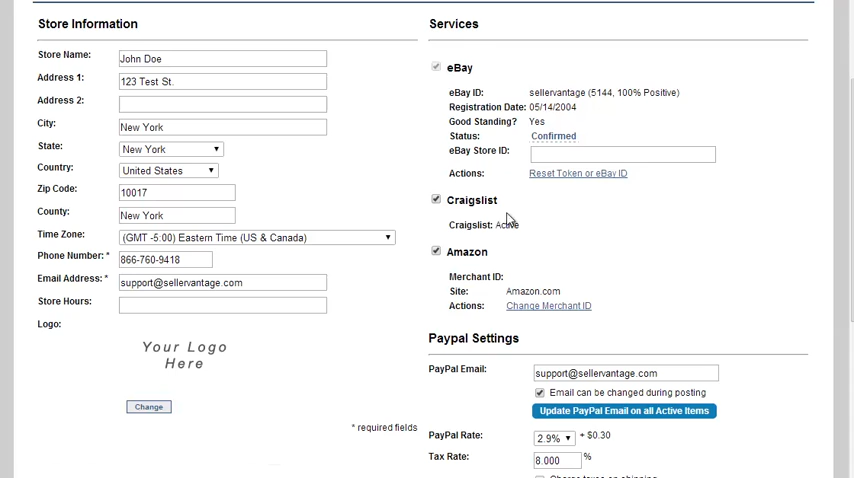 Store Information
Store Name: John Doe
Address 1: 123 Test St.
Address 2:
City: New York
State: New York
Country: United States
Zip Code: 10017
County: New York
Time Zone: (GMT -5:00) Eastern Time (US & Canada)
Phone Number: * 866-760-9418
Email Address: * support@sellervantage.com
Store Hours:
Logo:
Your Logo
Here
Change
* required fields
Services
eBay
eBay ID: sellervantage (5144, 100% Positive)
Registration Date: 05/14/2004
Good Standing? Yes
Status: Confirmed
eBay Store ID:
Actions: Reset Token or eBay ID
Craigslist
Craigslist: Active
Amazon
Merchant ID:
Site: Amazon.com
Actions: Change Merchant ID
Paypal Settings
PayPal Email: support@sellervantage.com
Email can be changed during posting
Update PayPal Email on all Active Items
PayPal Rate: 2.9% + $0.30
Tax Rate: 8.000 %